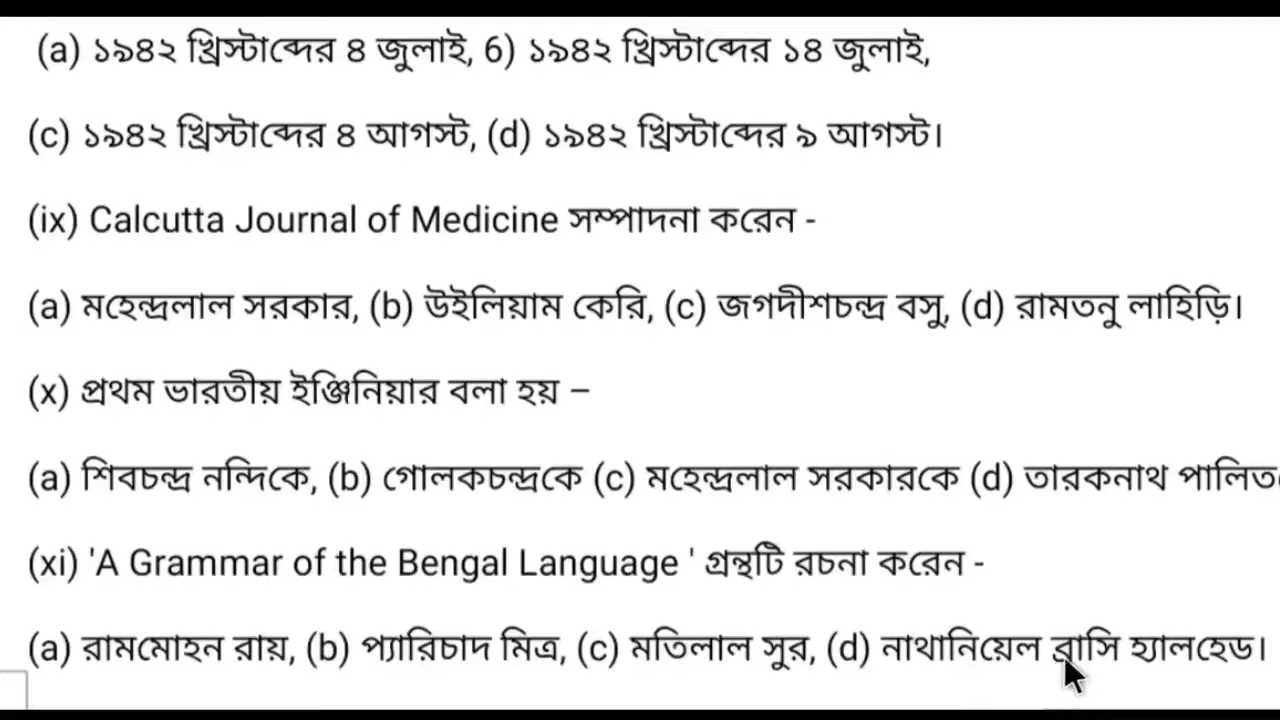 (a) ১৯৪২ খ্রিস্টাব্দের ৪ জুলাই, 6) ১৯৪২ খ্রিস্টাব্দের ১৪ জুলাই,
(c) ১৯৪২ খ্রিস্টাব্দের ৪ আগস্ট, (d) ১৯৪২ খ্রিস্টাব্দের ৯ আগস্ট।
(ix) Calcutta Journal of Medicine সম্পাদনা করেন -
(a) মহেন্দ্রলাল সরকার, (b) উইলিয়াম কেরি, (c) জগদীশচন্দ্র বসু, (d) রামতনু লাহিড়ি।
(x) প্রথম ভারতীয় ইঞ্জিনিয়ার বলা হয় –
(a) শিবচন্দ্র নন্দিকে, (b) গোলকচন্দ্রকে (c) মহেন্দ্রলাল সরকারকে (d) তারকনাথ
(xi) 'A Grammar of the Bengal Language ' গ্রন্থটি রচনা করেন -
(a) রামমোহন রায়, (b) প্যারিচাদ মিত্র, (c) মতিলাল সুর, (d) নাথানিয়েল ব্রাসি হ্যালহেড।